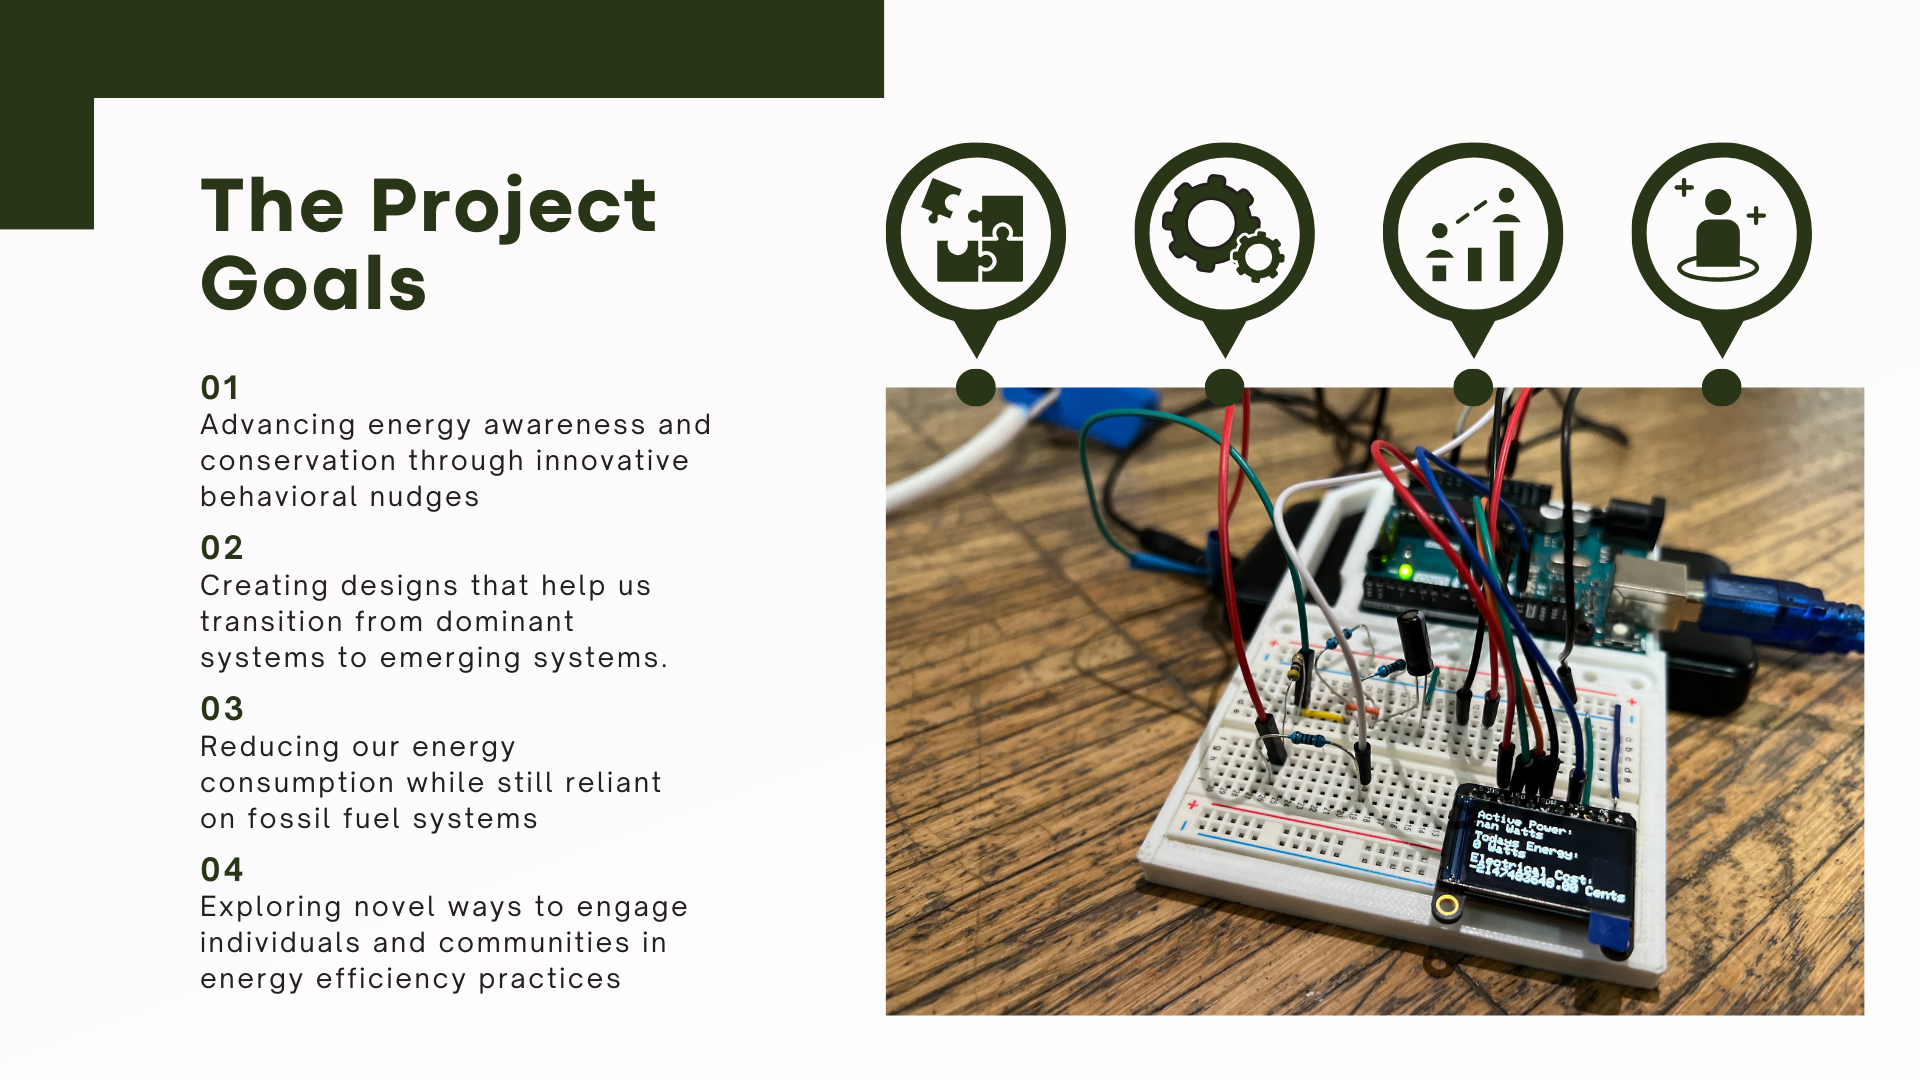 The Project
Goals
01
Advancing energy awareness and
conservation through innovative
behavioral nudges
02
Creating designs that help us
transition from dominant
systems to emerging systems.
03
Reducing our energy
consumption while still reliant
on fossil fuel systems
04
Exploring novel ways to engage
individuals and communities in
energy efficiency practices
Active Power:
nan Watts
Todays Energy:
0 Watts
Electrical Cost:
-2147483648.00 Cents